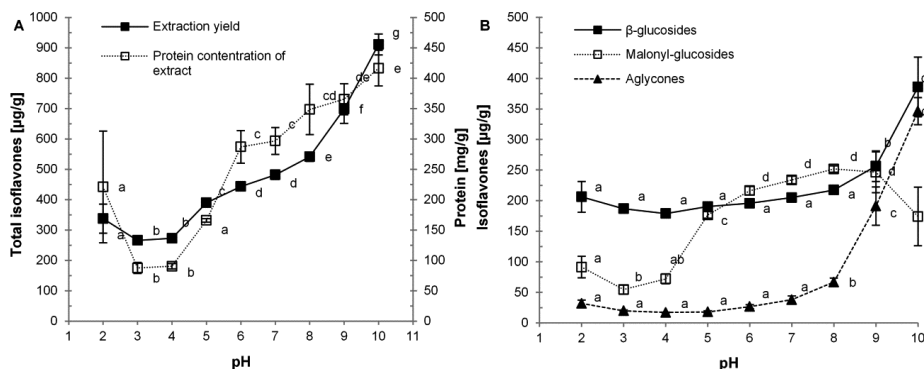 A
Extraction yield
Protein contentration of
extract
Total isoflavones [µg/g]
1000
900
800
700
600
500
400
300
200
100
0
500
450
400
350
300
250
200
150
100
50
0
Protein [mg/g]
a
a
b
b
b
b
c
a
c
d
c
d
cd
e
de
f
g
e
1 2 3 4 5 6 7 8 9 10 11
pH
B
β-glucosides
Malonyl-glucosides
Aglycones
Isoflavones [µg/g]
500
450
400
350
300
250
200
150
100
50
0
a
a
a
a
a
a
a
b
d
c
a
b
ab
c
d
d
d
d
c
a
a
a
a
a
a
b
1 2 3 4 5 6 7 8 9 10
pH